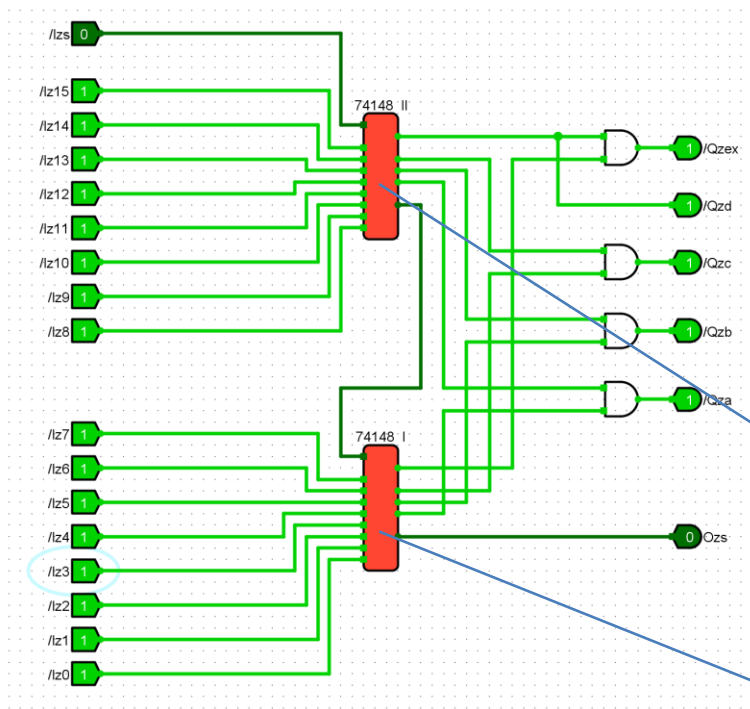 /Izs 0
/Iz15 1
74148 II
/Iz14 1
1 /Qzex
/Iz13 1
/Iz12 1
1 /Qzd
/Iz11 1
/Iz10 1
1 /Qzc
/Iz9 1
/Iz8 1
1 /Qzb
1 /Qza
/Iz7 1
74148 I
/Iz6 1
/Iz5 1
/Iz4 1
0 Ozs
/Iz3 1
/Iz2 1
/Iz1 1
/Iz0 1